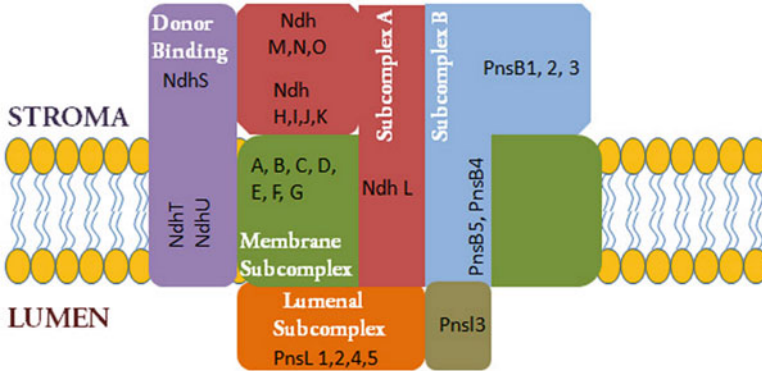 Donor
Binding
NdhS
NdhT
NdhU
STROMA
LUMEN
Ndh
M,N,O
Ndh
H,I,J,K
Subcomplex A
Ndh L
Subcomplex B
PnsB1, 2, 3
PnsB5, PnsB4
A, B, C, D,
E, F, G
Membrane
Subcomplex
Lumenal
Subcomplex
PnsL 1,2,4,5
Pnsl3